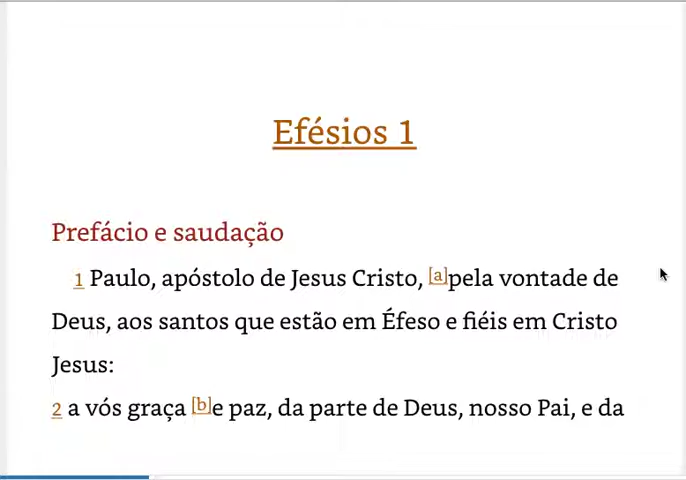 Efésios 1
Prefácio e saudação
1 Paulo, apóstolo de Jesus Cristo, [a]pela vontade de
Deus, aos santos que estão em Éfeso e fiéis em Cristo
Jesus:
2 a vós graça [b]e paz, da parte de Deus, nosso Pai, e da